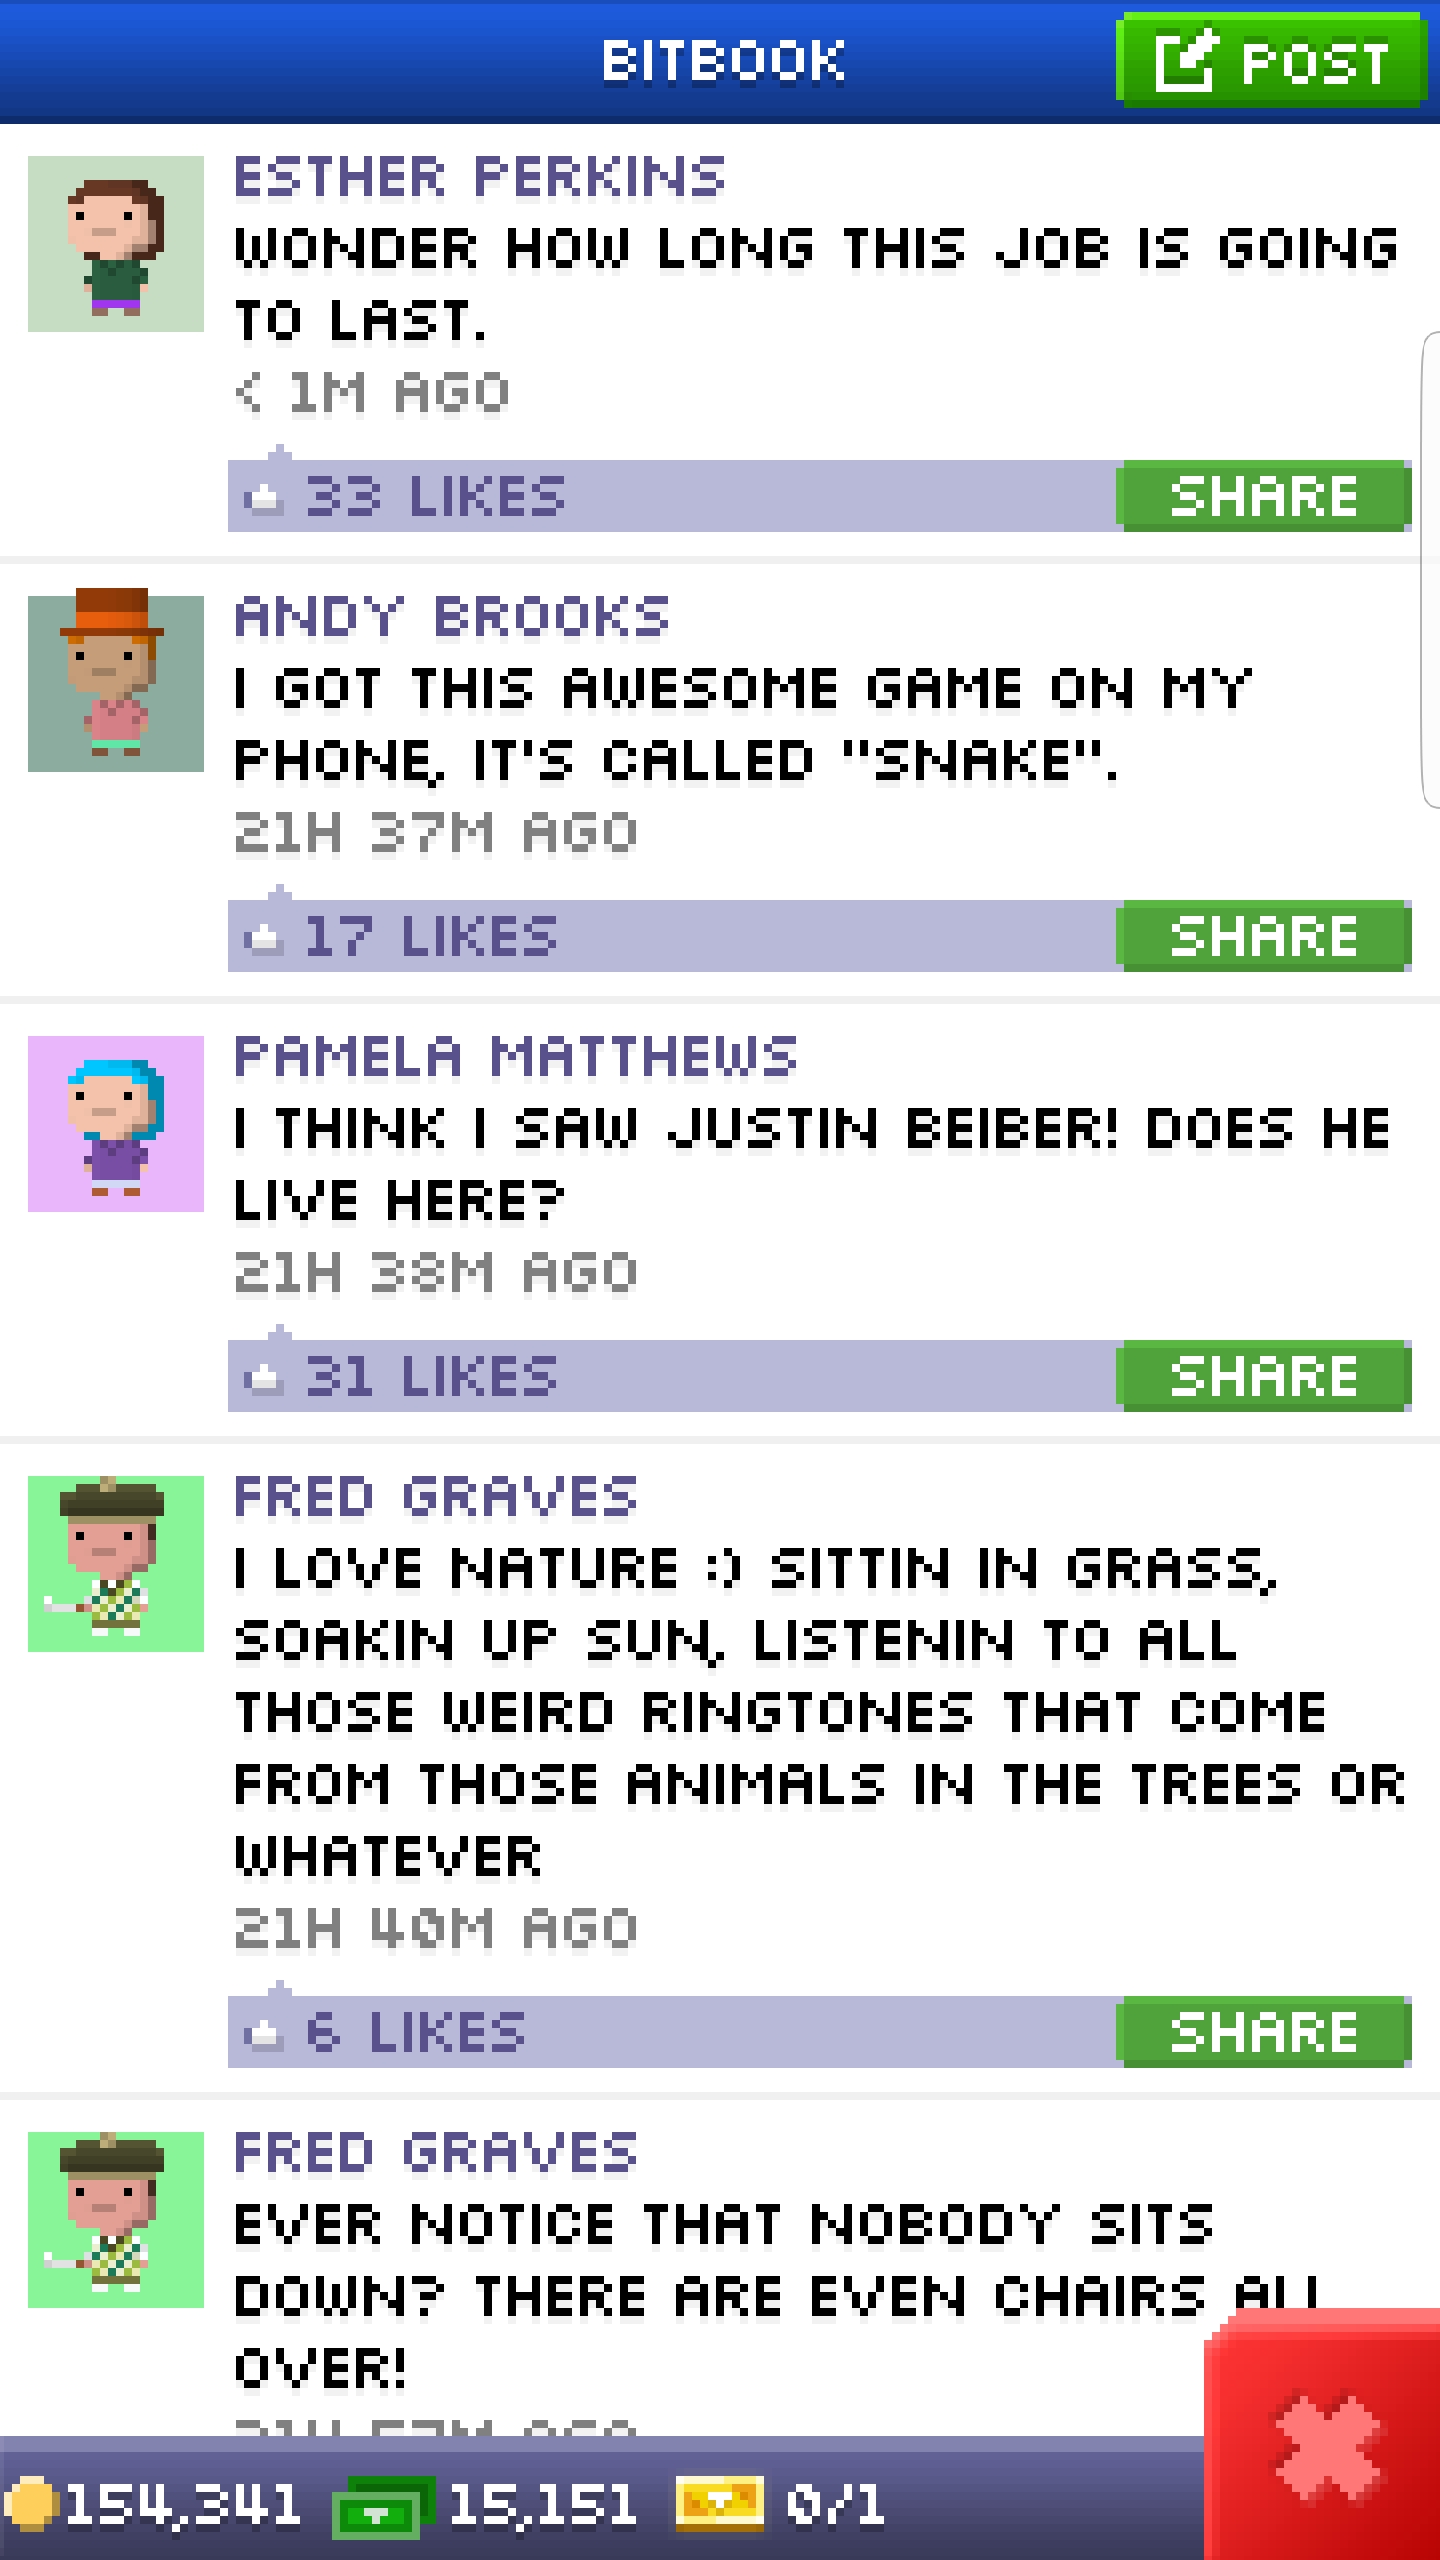 BITBOOK
POST
ESTHER PERKINS
WONDER HOW LONG THIS JOB IS GOING
TO LAST.
< 1M AGO
33 LIKES
SHARE
ANDY BROOKS
I GOT THIS AWESOME GAME ON MY
PHONE, IT'S CALLED "SNAKE".
21H 37M AGO
17 LIKES
SHARE
PAMELA MATTHEWS
I THINK I SAW JUSTIN BEIBER! DOES HE
LIVE HERE?
21H 38M AGO
31 LIKES
SHARE
FRED GRAVES
I LOVE NATURE :) SITTIN IN GRASS,
SOAKIN UP SUN, LISTENIN TO ALL
THOSE WEIRD RINGTONES THAT COME
FROM THOSE ANIMALS IN THE TREES OR
WHATEVER
21H 40M AGO
6 LIKES
SHARE
FRED GRAVES
EVER NOTICE THAT NOBODY SITS
DOWN? THERE ARE EVEN CHAIRS ALL
OVER!
21H 57M AGO
154,341
15,151
0/1